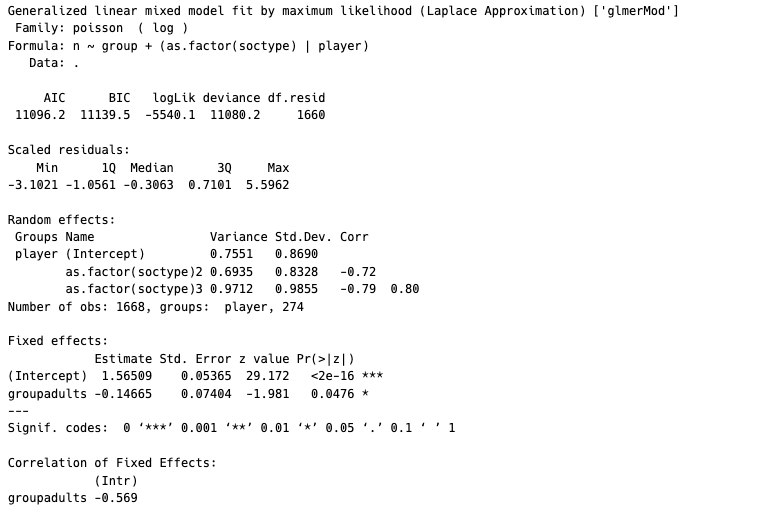 Generalized linear mixed model fit by maximum likelihood (Laplace Approximation) ['glmerMod']
 Family: poisson  ( log )
Formula: n ~ group + (as.factor(soctype) | player)
   Data: .

     AIC      BIC   logLik deviance df.resid
 11096.2  11139.5  -5540.1  11080.2     1660

Scaled residuals:
    Min      1Q  Median      3Q     Max
-3.1021 -1.0561 -0.3063  0.7101  5.5962

Random effects:
 Groups Name                Variance Std.Dev. Corr
 player (Intercept)         0.7551   0.8690
        as.factor(soctype)2 0.6935   0.8328   -0.72
        as.factor(soctype)3 0.9712   0.9855   -0.79  0.80
Number of obs: 1668, groups:  player, 274

Fixed effects:
            Estimate Std. Error z value Pr(>|z|)
(Intercept)  1.56509    0.05365  29.172   <2e-16 ***
groupadults -0.14665    0.07404  -1.981   0.0476 *
---
Signif. codes:  0 ‘***’ 0.001 ‘**’ 0.01 ‘*’ 0.05 ‘.’ 0.1 ‘ ’ 1

Correlation of Fixed Effects:
            (Intr)
groupadults -0.569